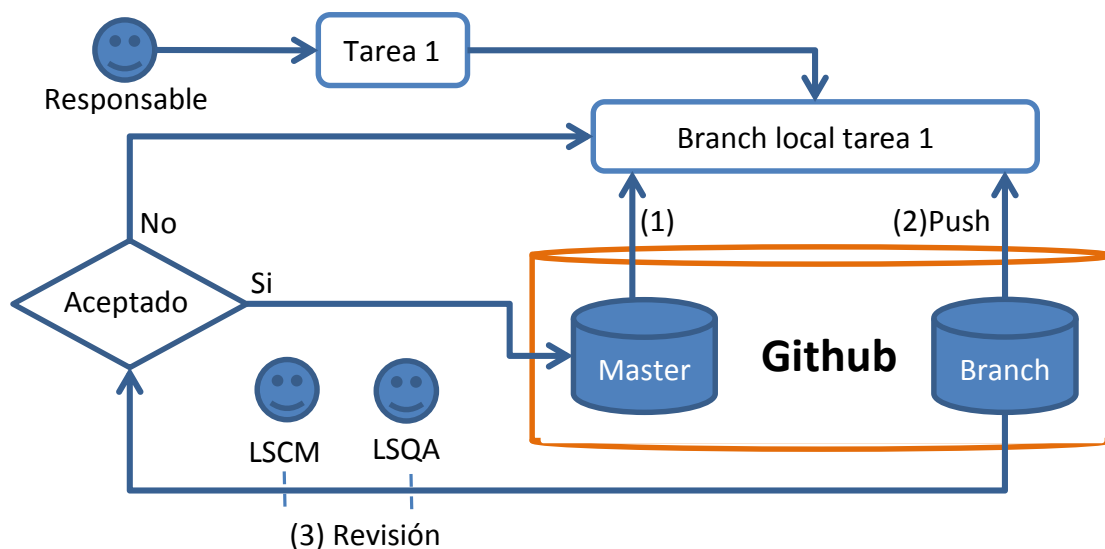 Tarea 1
Responsable
Branch local tarea 1
No
(1)
(2)Push
Si
Aceptado
Github
Master
Branch
LSCM
LSQA
(3) Revisión